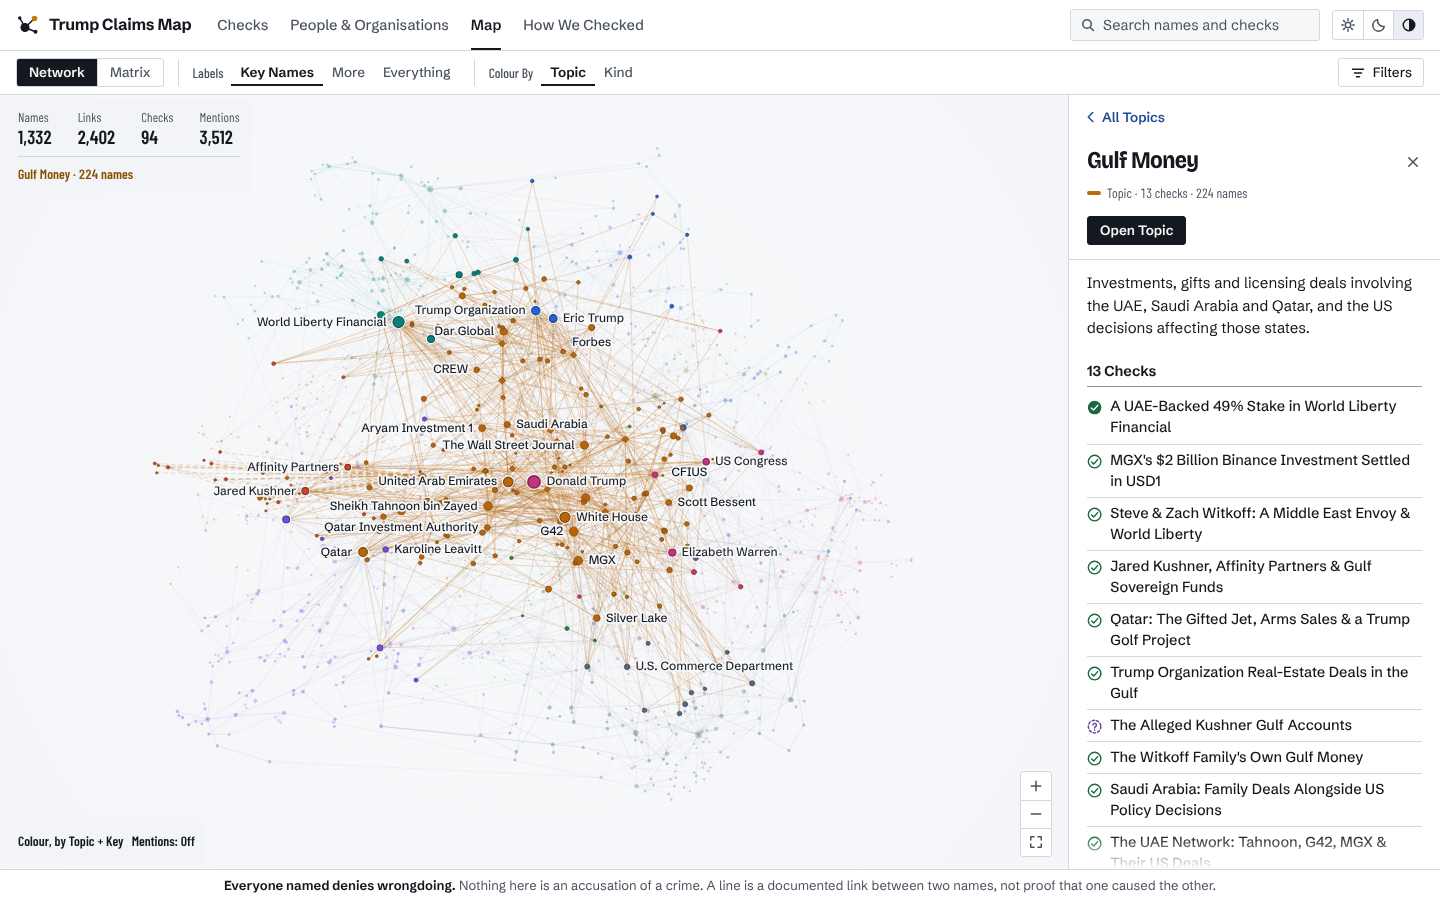 Trump Claims Map
Checks
People & Organisations
Map
How We Checked
Search names and checks
Network
Matrix
Labels
Key Names
More
Everything
Colour By
Topic
Kind
Filters
Names
Links
Checks
Mentions
1,332
2,402
94
3,512
Gulf Money · 224 names
World Liberty Financial
Trump Organization
Eric Trump
Dar Global
Forbes
CREW
Aryam Investment 1
Saudi Arabia
The Wall Street Journal
Affinity Partners
US Congress
CFIUS
United Arab Emirates
Donald Trump
Jared Kushner
Sheikh Tahnoon bin Zayed
Scott Bessent
White House
Qatar Investment Authority
G42
Qatar
Karoline Leavitt
Elizabeth Warren
MGX
Silver Lake
U.S. Commerce Department
Colour, by Topic + Key
Mentions: Off
All Topics
Gulf Money
Topic · 13 checks · 224 names
Open Topic
Investments, gifts and licensing deals involving
the UAE, Saudi Arabia and Qatar, and the US
decisions affecting those states.
13 Checks
A UAE-Backed 49% Stake in World Liberty
Financial
MGX's $2 Billion Binance Investment Settled
in USD1
Steve & Zach Witkoff: A Middle East Envoy &
World Liberty
Jared Kushner, Affinity Partners & Gulf
Sovereign Funds
Qatar: The Gifted Jet, Arms Sales & a Trump
Golf Project
Trump Organization Real-Estate Deals in the
Gulf
The Alleged Kushner Gulf Accounts
The Witkoff Family's Own Gulf Money
Saudi Arabia: Family Deals Alongside US
Policy Decisions
The UAE Network: Tahnoon, G42, MGX &
Their US Deals
Everyone named denies wrongdoing. Nothing here is an accusation of a crime. A line is a documented link between two names, not proof that one caused the other.